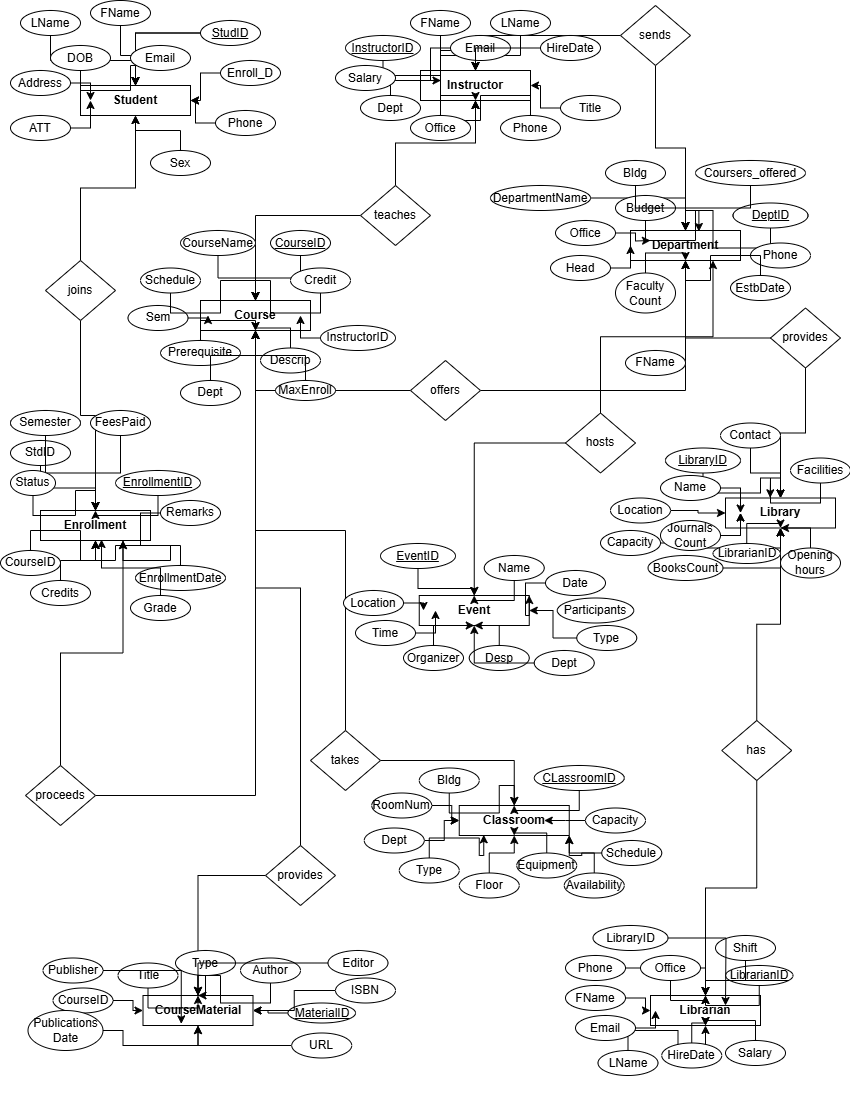 FName
LName
StudID
DOB
Email
Address
Enroll_D
Student
ATT
Phone
Sex
FName
LName
InstructorID
Email
HireDate
Salary
Instructor
Dept
Title
Office
Phone
sends
teaches
Bldg
Coursers_offered
DepartmentName
Budget
DeptID
Office
Department
Phone
Head
Faculty
Count
EstbDate
CourseName
CourseID
Schedule
Credit
joins
Sem
Course
InstructorID
Prerequisite
Descrip
Dept
MaxEnroll
offers
FName
provides
Semester
FeesPaid
StdID
Status
EnrollmentID
Remarks
Enrollment
CourseID
EnrollmentDate
Credits
Grade
hosts
Contact
LibraryID
Facilities
Name
Location
Library
Journals
Count
Capacity
LibrarianID
Opening
hours
BooksCount
EventID
Name
Date
Location
Event
Participants
Time
Type
Organizer
Desp
Dept
takes
has
proceeds
Bldg
CLassroomID
RoomNum
Classroom
Capacity
Dept
Schedule
Type
Equipment
Floor
Availability
provides
Publisher
Title
Type
Author
Editor
ISBN
CourseID
CourseMaterial
MaterialID
Publications
Date
URL
LibraryID
Shift
Phone
Office
LibrarianID
FName
Librarian
Email
LName
HireDate
Salary